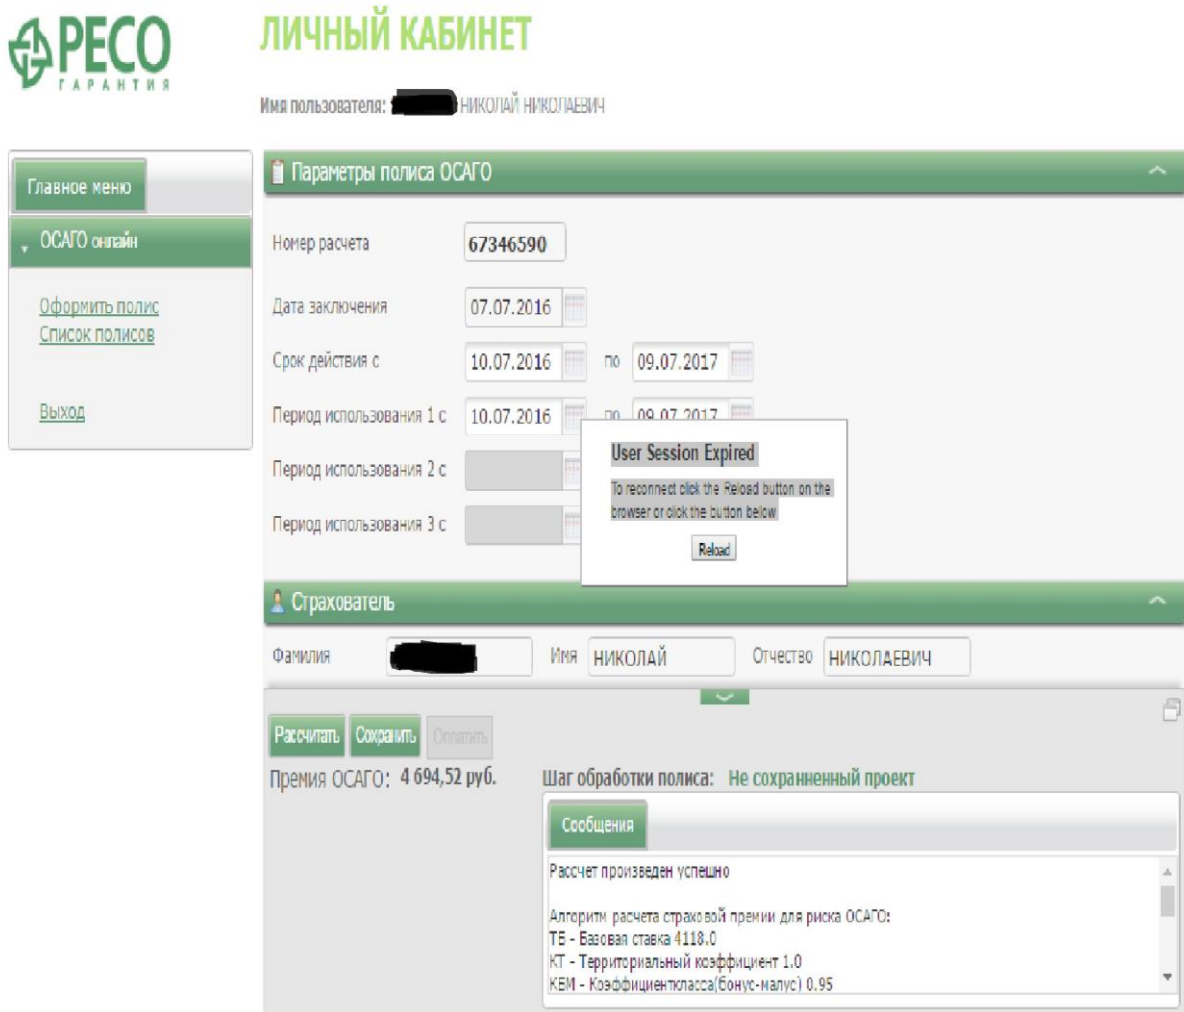 РЕСО
ГАРАНТИЯ
ЛИЧНЫЙ КАБИНЕТ
Имя пользователя: НИКОЛАЙ НИКОЛАЕВИЧ
Главное меню
ОСАГО онлайн
Оформить полис
Список полисов
Выход
Параметры полиса ОСАГО
Номер расчета 67346590
Дата заключения 07.07.2016
Срок действия с 10.07.2016 по 09.07.2017
Период использования 1 с 10.07.2016 по 09.07.2017
Период использования 2 с
Период использования 3 с
User Session Expired
To reconnect click the Reload button on the
browser or click the button below
Reload
Страхователь
Фамилия Имя НИКОЛАЙ Отчество НИКОЛАЕВИЧ
Рассчитать Сохранить Оплатить
Премия ОСАГО: 4 694,52 руб.
Шаг обработки полиса: Не сохранненный проект
Сообщения
Рассчет произведен успешно
Алгоритм расчета страховой премии для риска ОСАГО:
ТБ - Базовая ставка 4118.0
КТ - Территориальный коэффициент 1.0
КБМ - Коэффициенткласса(бонус-малус) 0.95